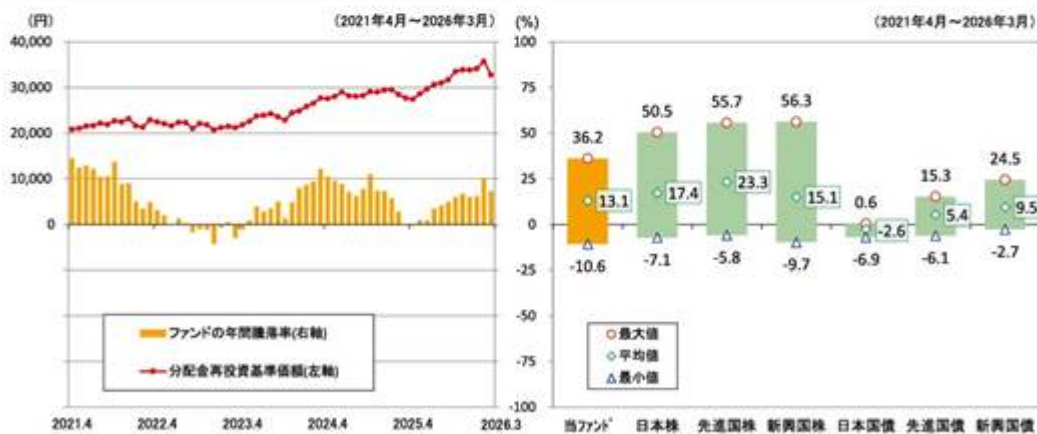 (円)
(2021年4月～2026年3月)
40,000
30,000
20,000
10,000
0
ファンドの年間騰落率(右軸)
分配金再投資基準価額(左軸)
2021.4 2022.4 2023.4 2024.4 2025.4 2026.3
(%)
(2021年4月～2026年3月)
100
75
50
25
0
-25
-50
-75
-100
36.2 50.5 55.7 56.3 0.6 15.3 24.5
13.1 17.4 23.3 15.1 -2.6 5.4 9.5
-10.6 -7.1 -5.8 -9.7 -6.9 -6.1 -2.7
最大値
平均値
最小値
当ファンド 日本株 先進国株 新興国株 日本国債 先進国債 新興国債